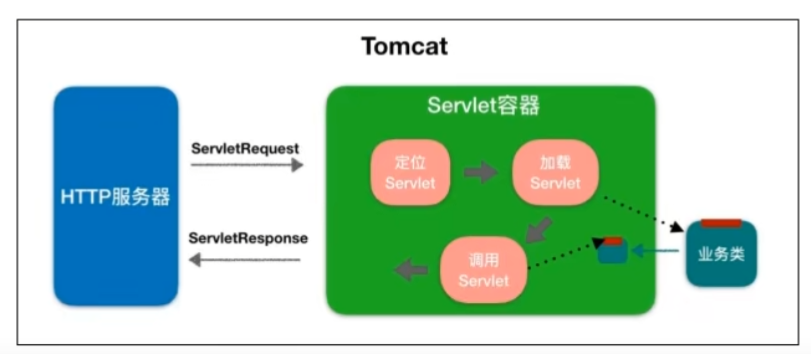 Tomcat
Servlet容器
HTTP服务器
ServletRequest
定位
Servlet
加载
Servlet
ServletResponse
调用
Servlet
业务类